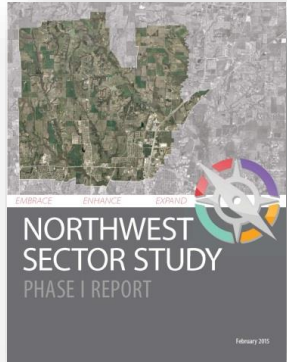 EMBRACE ENHANCE EXPAND
NORTHWEST
SECTOR STUDY
PHASE I REPORT
February 2015